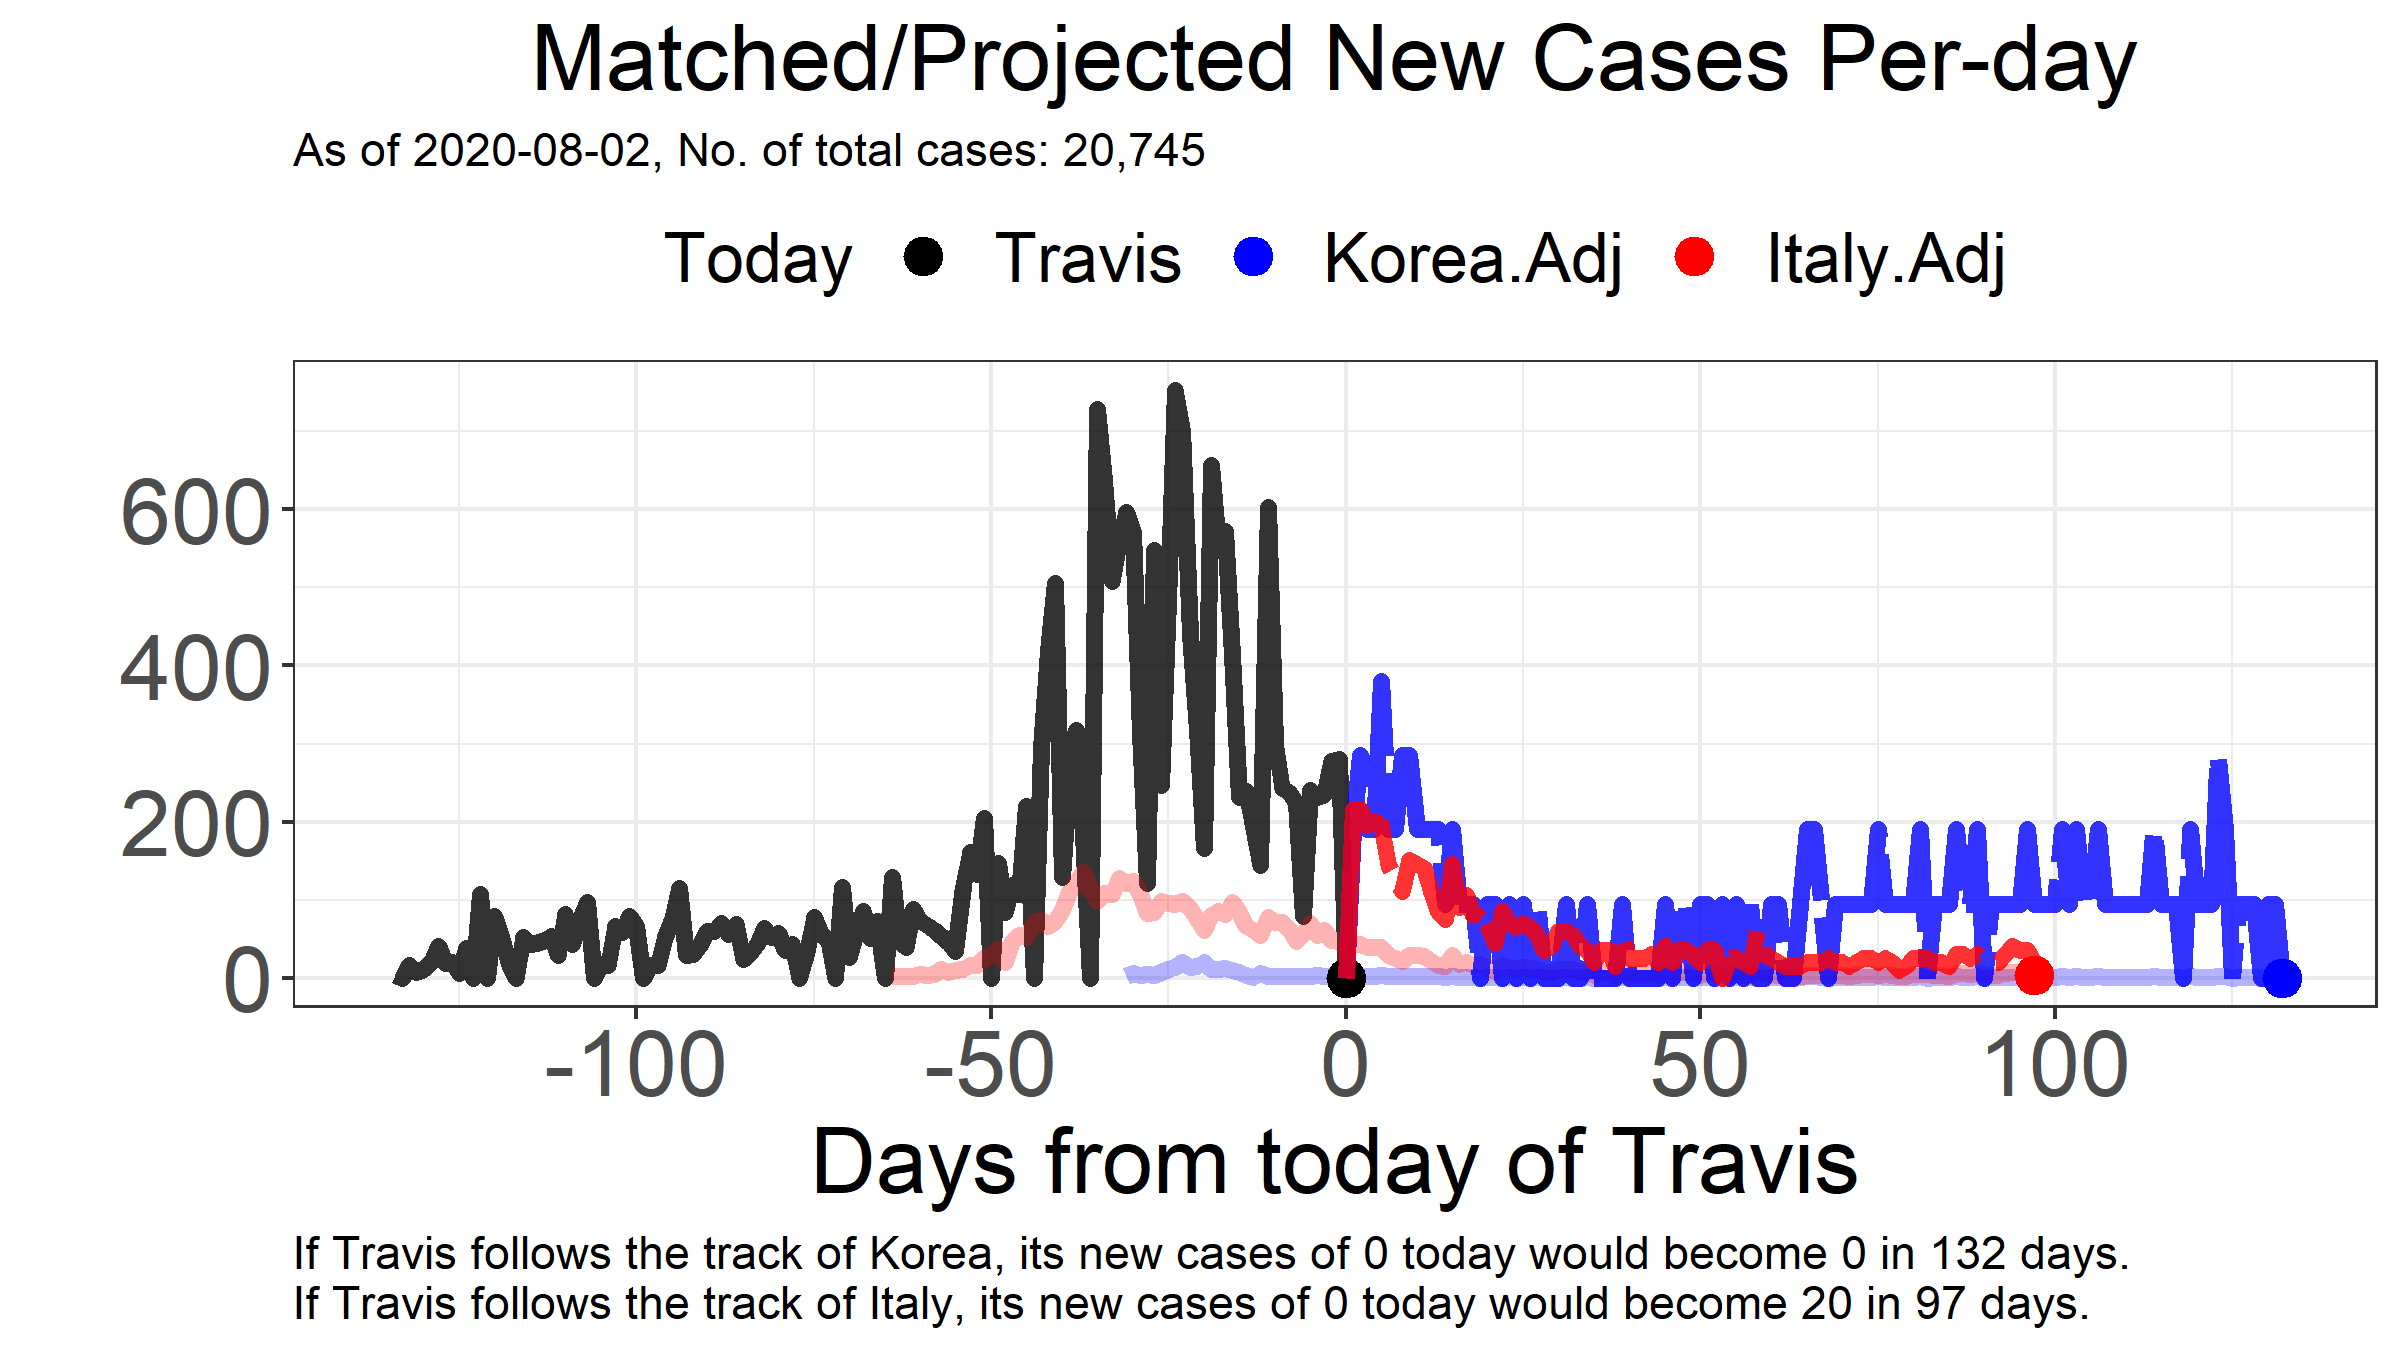 Matched/Projected New Cases Per-day
As of 2020-08-02, No. of total cases: 20,745
Today Travis Korea.Adj Italy.Adj
600
400
200
0
-100 -50 0 50 100
Days from today of Travis
If Travis follows the track of Korea, its new cases of 0 today would become 0 in 132 days.
If Travis follows the track of Italy, its new cases of 0 today would become 20 in 97 days.